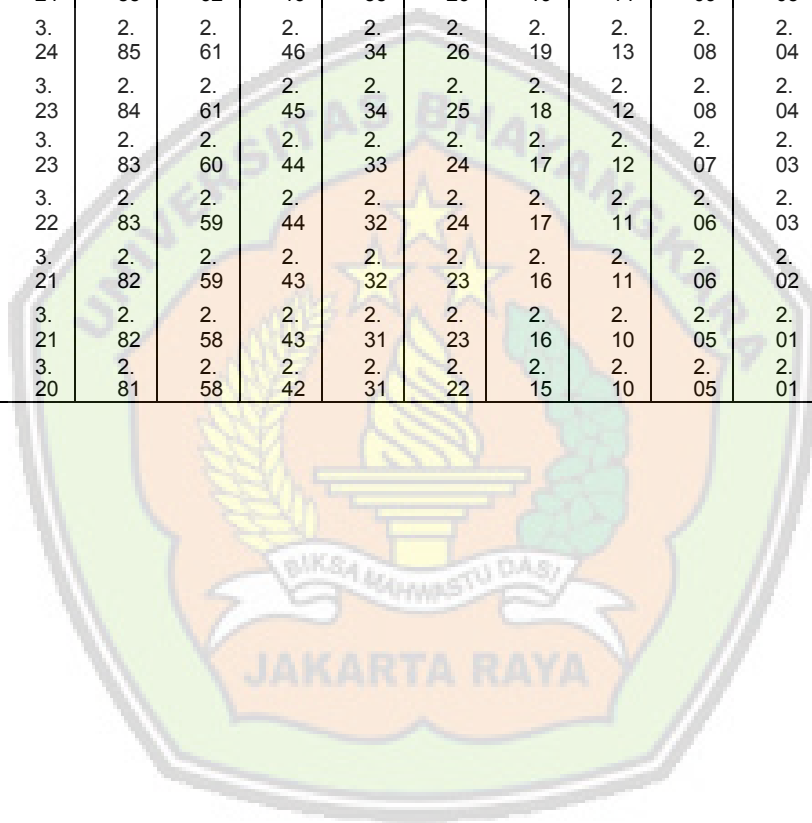 3. 2. 2. 2. 2. 2. 2. 2. 2. 2.
24 85 61 46 34 26 19 13 08 04
3. 2. 2. 2. 2. 2. 2. 2. 2. 2.
23 84 61 45 34 25 18 12 08 04
3. 2. 2. 2. 2. 2. 2. 2. 2. 2.
23 83 60 44 33 24 17 12 07 03
3. 2. 2. 2. 2. 2. 2. 2. 2. 2.
22 83 59 44 32 24 17 11 06 03
3. 2. 2. 2. 2. 2. 2. 2. 2. 2.
21 82 59 43 32 23 16 11 06 02
3. 2. 2. 2. 2. 2. 2. 2. 2. 2.
21 82 58 43 31 23 16 10 05 01
3. 2. 2. 2. 2. 2. 2. 2. 2. 2.
20 81 58 42 31 22 15 10 05 01
UNIVERSITAS BHAYANGKARA
BIKSA MAHWASTU DASI
JAKARTA RAYA